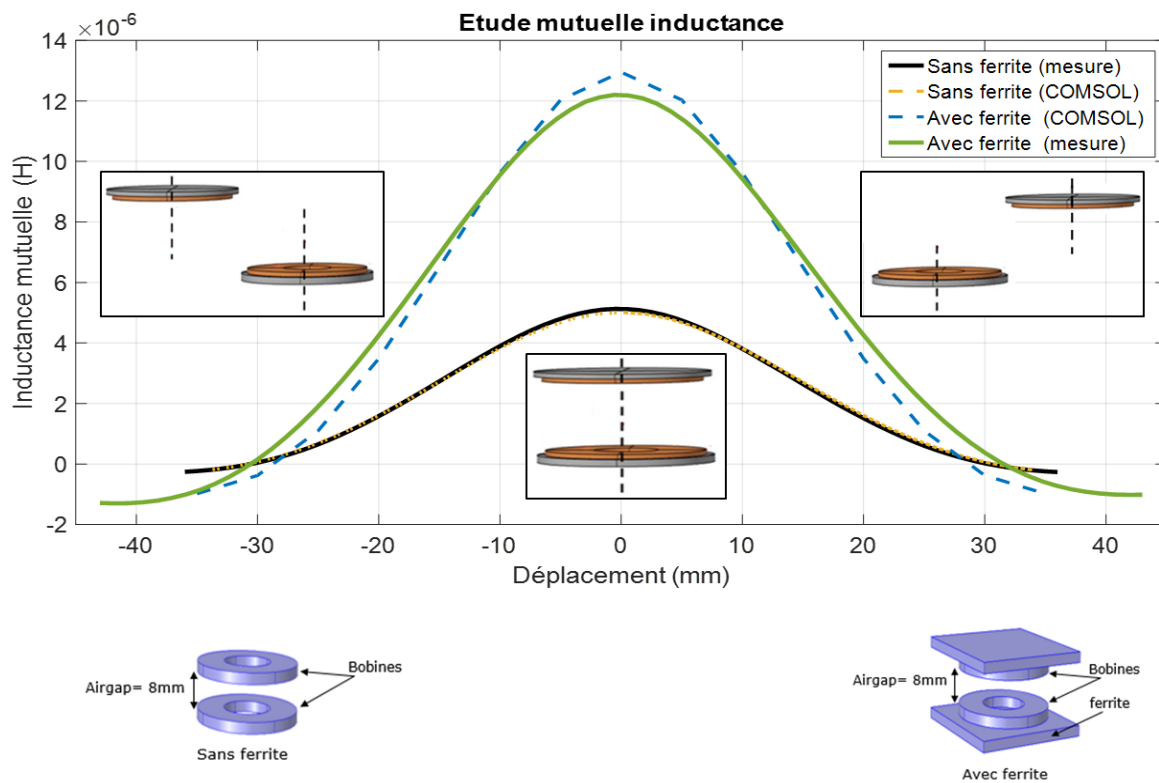 Etude mutuelle inductance
×10⁻⁶
14
12
10
8
6
4
2
0
-2
Inductance mutuelle (H)
Sans ferrite (mesure)
Sans ferrite (COMSOL)
Avec ferrite (COMSOL)
Avec ferrite (mesure)
-40 -30 -20 -10 0 10 20 30 40
Déplacement (mm)
Bobines
Airgap= 8mm
Sans ferrite
Bobines
Airgap= 8mm
ferrite
Avec ferrite